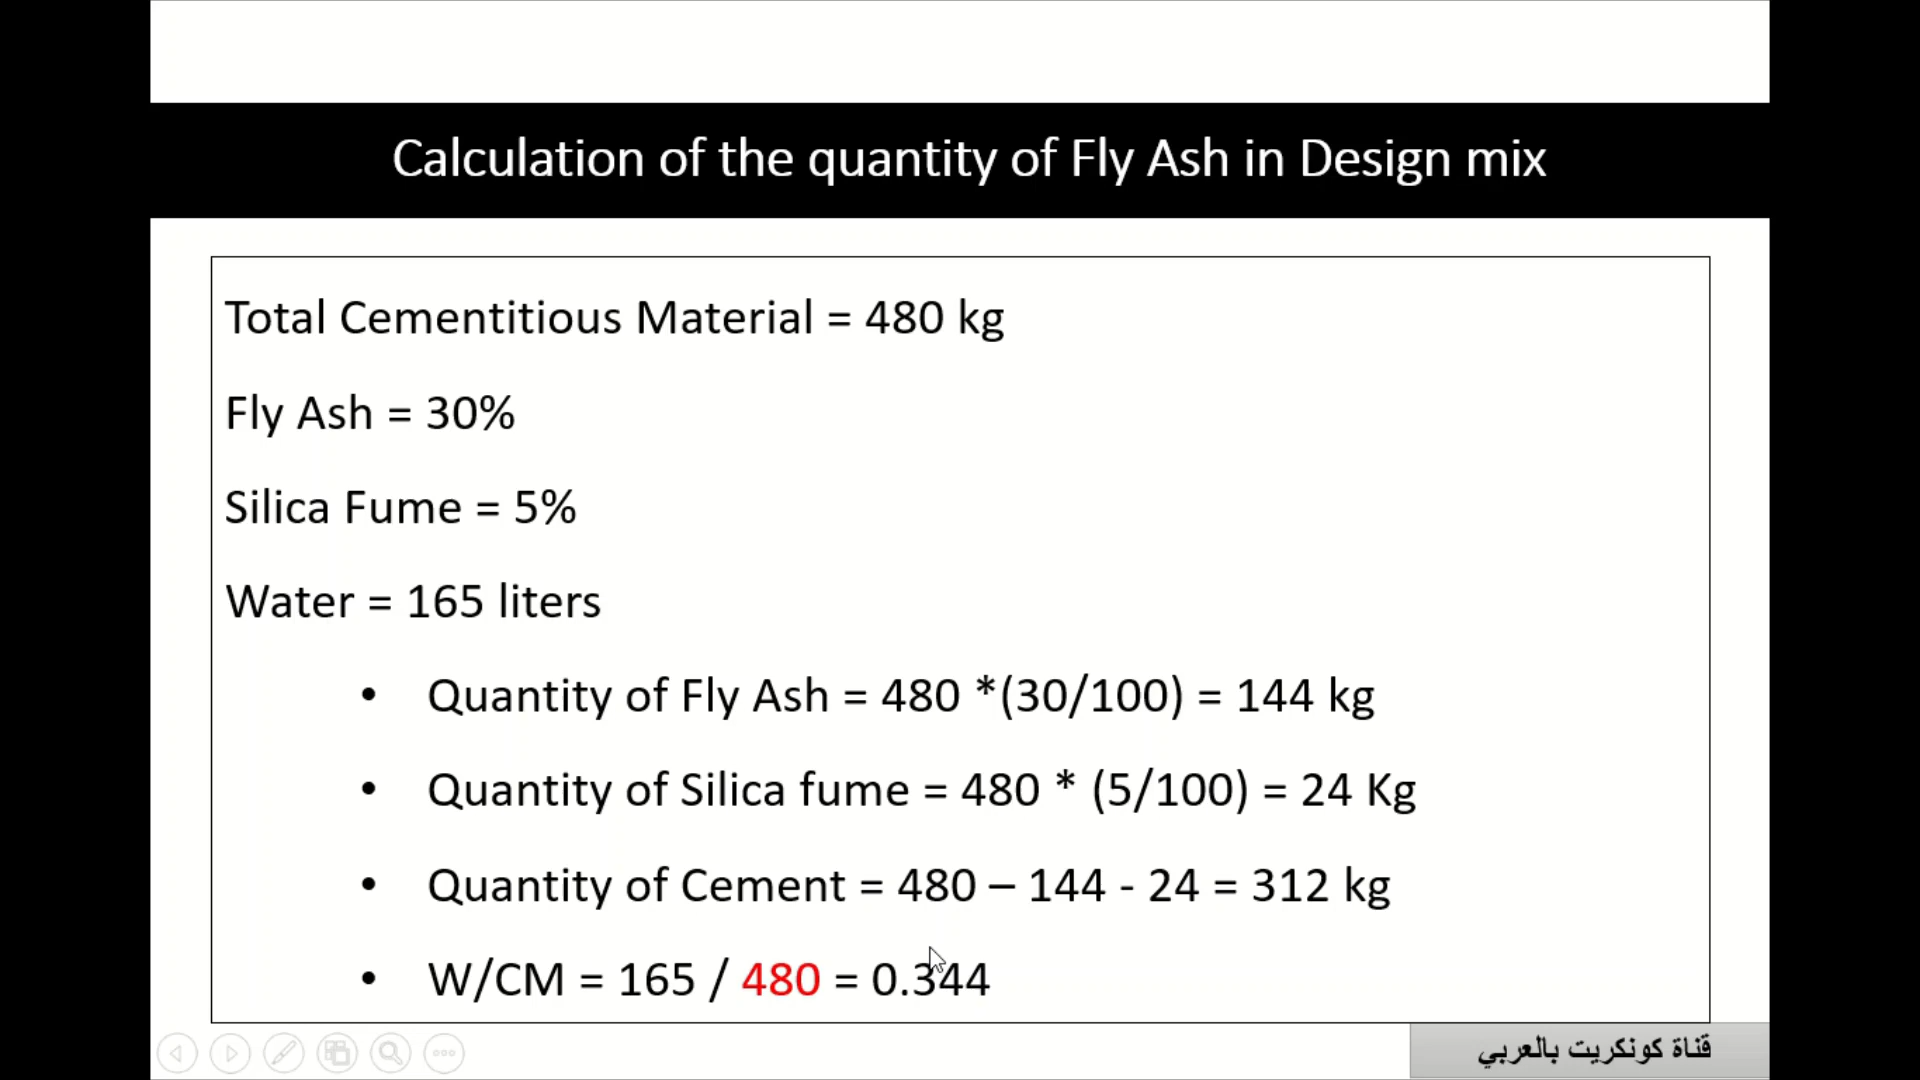 Calculation of the quantity of Fly Ash in Design mix
Total Cementitious Material = 480 kg
Fly Ash = 30%
Silica Fume = 5%
Water = 165 liters
• Quantity of Fly Ash = 480 *(30/100) = 144 kg
• Quantity of Silica fume = 480 * (5/100) = 24 Kg
• Quantity of Cement = 480 – 144 - 24 = 312 kg
• W/CM = 165 / 480 = 0.344
قناة كونكريت بالعربي